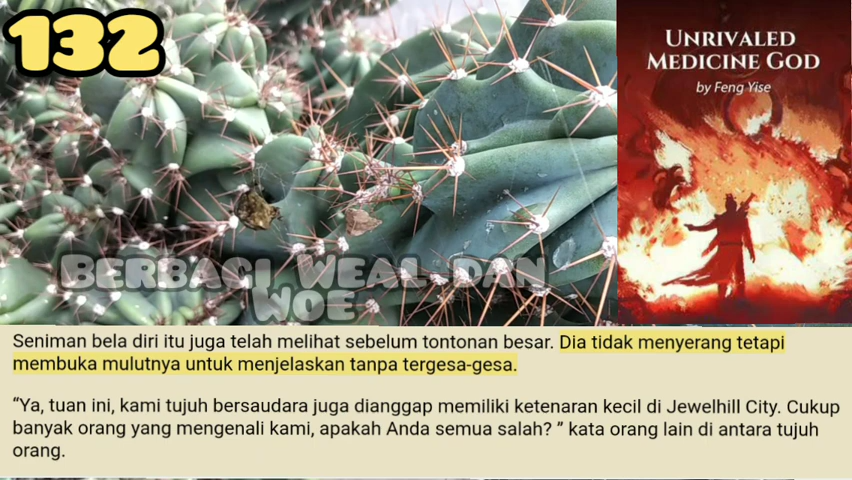 132
UNRIVALED
MEDICINE GOD
by Feng Yise
BERBAGI WEAL DAN
WOE
Seniman bela diri itu juga telah melihat sebelum tontonan besar. Dia tidak menyerang tetapi
membuka mulutnya untuk menjelaskan tanpa tergesa-gesa.
“Ya, tuan ini, kami tujuh bersaudara juga dianggap memiliki ketenaran kecil di Jewelhill City. Cukup
banyak orang yang mengenali kami, apakah Anda semua salah? ” kata orang lain di antara tujuh
orang.